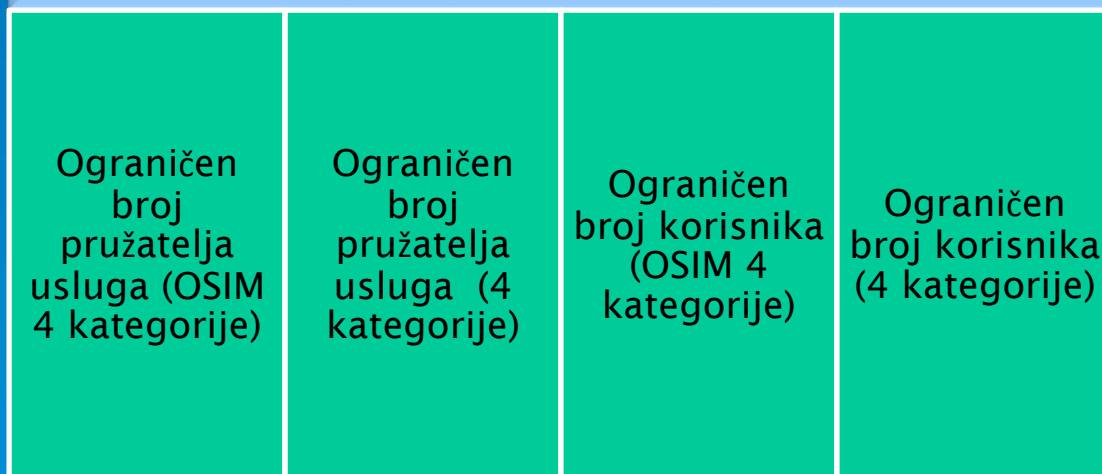 Ograničen
broj
pružatelja
usluga (OSIM
4 kategorije)
Ograničen
broj
pružatelja
usluga (4
kategorije)
Ograničen
broj korisnika
(OSIM 4
kategorije)
Ograničen
broj korisnika
(4 kategorije)